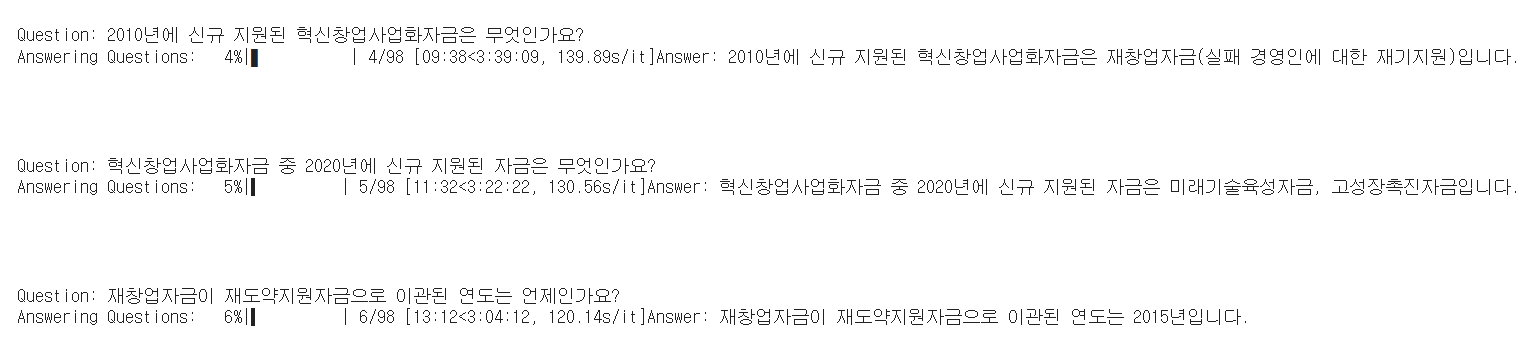 Question: 2010년에 신규 지원된 혁신창업사업화자금은 무엇인가요?
Answering Questions:   4%|▌         | 4/98 [09:38<3:39:09, 139.89s/it]Answer: 2010년에 신규 지원된 혁신창업사업화자금은 재창업자금(실패 경영인에 대한 재기지원)입니다.
Question: 혁신창업사업화자금 중 2020년에 신규 지원된 자금은 무엇인가요?
Answering Questions:   5%|▌         | 5/98 [11:32<3:22:22, 130.56s/it]Answer: 혁신창업사업화자금 중 2020년에 신규 지원된 자금은 미래기술육성자금, 고성장촉진자금입니다.
Question: 재창업자금이 재도약지원자금으로 이관된 연도는 언제인가요?
Answering Questions:   6%|▌         | 6/98 [13:12<3:04:12, 120.14s/it]Answer: 재창업자금이 재도약지원자금으로 이관된 연도는 2015년입니다.